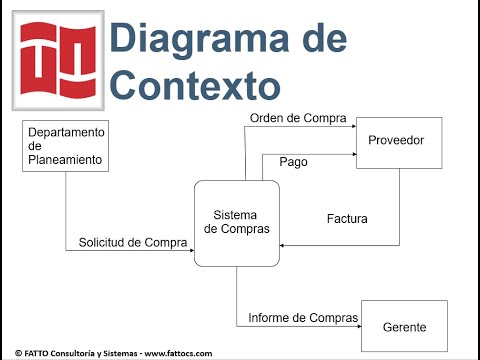 Diagrama de
Contexto
Orden de Compra
Departamento
de
Planeamiento
Proveedor
Pago
Sistema
de Compras
Factura
Solicitud de Compra
Informe de Compras
Gerente
© FATTO Consultoría y Sistemas - www.fattocs.com